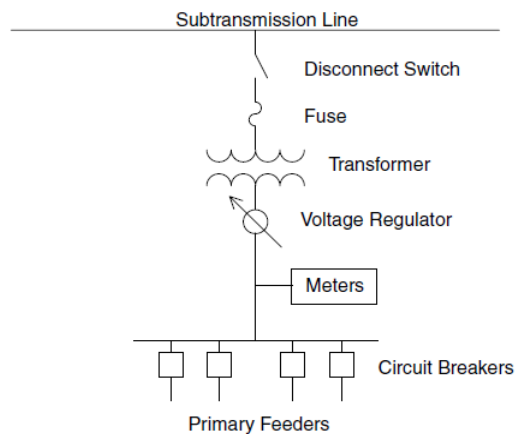 Subtransmission Line
Disconnect Switch
Fuse
Transformer
Voltage Regulator
Meters
Circuit Breakers
Primary Feeders